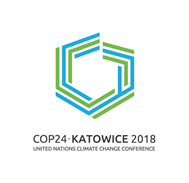 COP24·KATOWICE 2018
UNITED NATIONS CLIMATE CHANGE CONFERENCE